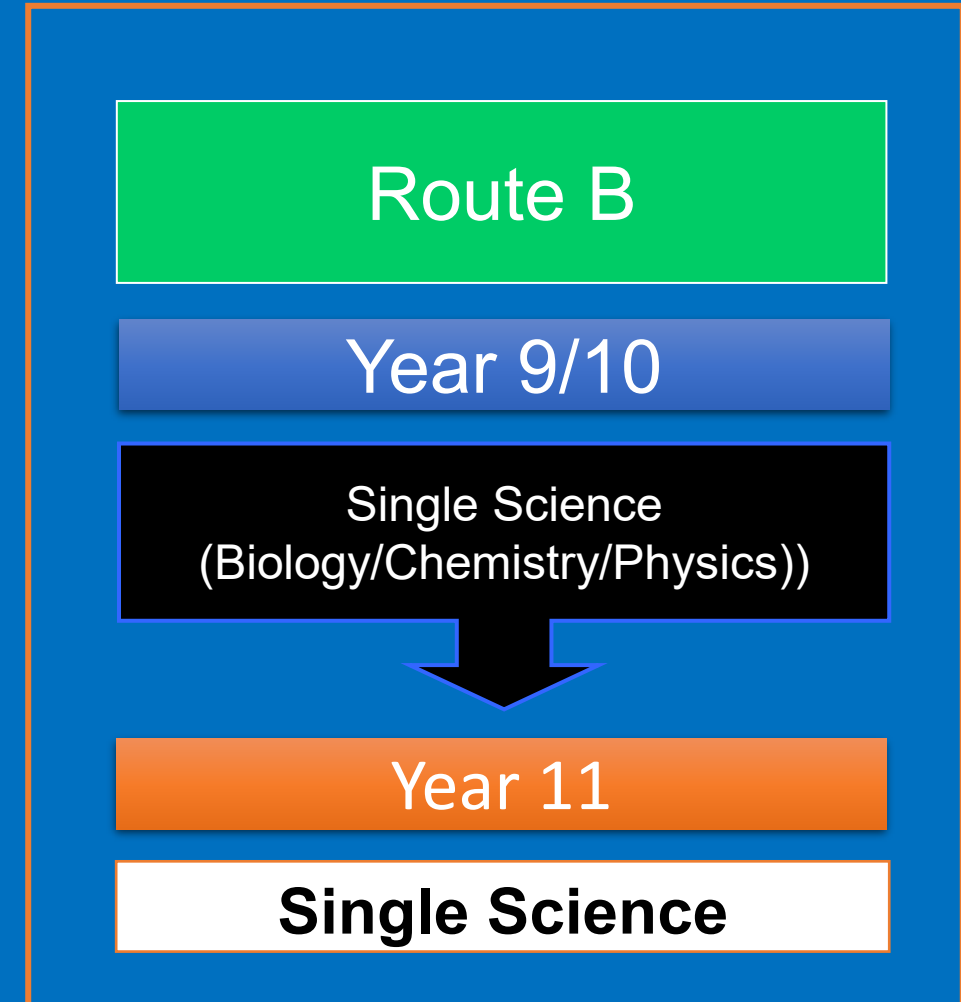 Route B
Year 9/10
Single Science
(Biology/Chemistry/Physics))
Year 11
Single Science